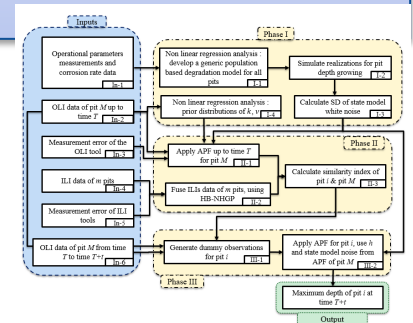 Inputs
Phase I
Operational parameters
measurements and
corrosion rate data
In-1
Non linear regression analysis :
develop a generic population
based degradation model for all
pits
I-1
Simulate realizations for pit
depth growing
I-2
OLI data of pit M up to
time T
In-2
Non linear regression analysis :
prior distributions of k, v
I-4
Calculate SD of state model
white noise
I-3
Phase II
Measurement error of the
OLI tool
In-3
Apply APF up to time T
for pit M
II-1
ILI data of m pits
In-4
Fuse ILIs data of m pits, using
HB-NHGP
II-2
Calculate similarity index of
pit i & pit M
II-3
Measurement error of ILI
tools
In-5
OLI data of pit M from time
T to time T+t
In-6
Generate dummy observations
for pit i
III-1
Apply APF for pit i, use h
and state model noise from
APF of pit M
III-2
Phase III
Maximum depth of pit i at
time T+t
Output